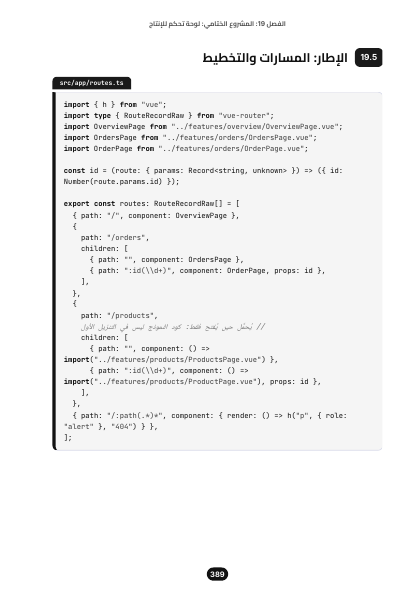 الفصل 19: المشروع الختامي: لوحة تحكم للإنتاج
19.5 الإطار: المسارات والتخطيط
src/app/routes.ts
import { h } from "vue";
import type { RouteRecordRaw } from "vue-router";
import OverviewPage from "../features/overview/OverviewPage.vue";
import OrdersPage from "../features/orders/OrdersPage.vue";
import OrderPage from "../features/orders/OrderPage.vue";
const id = (route: { params: Record<string, unknown> }) => ({ id:
Number(route.params.id) });
export const routes: RouteRecordRaw[] = [
{ path: "/", component: OverviewPage },
{
path: "/orders",
children: [
{ path: "", component: OrdersPage },
{ path: ":id(\\d+)", component: OrderPage, props: id },
],
},
{
path: "/products",
// يُحمَّل حين يُفتح فقط: كود النموذج ليس في التنزيل الأول
children: [
{ path: "", component: () =>
import("../features/products/ProductsPage.vue") },
{ path: ":id(\\d+)", component: () =>
import("../features/products/ProductPage.vue"), props: id },
],
},
{ path: "/:path(.*)*", component: { render: () => h("p", { role:
"alert" }, "404") } },
];
389